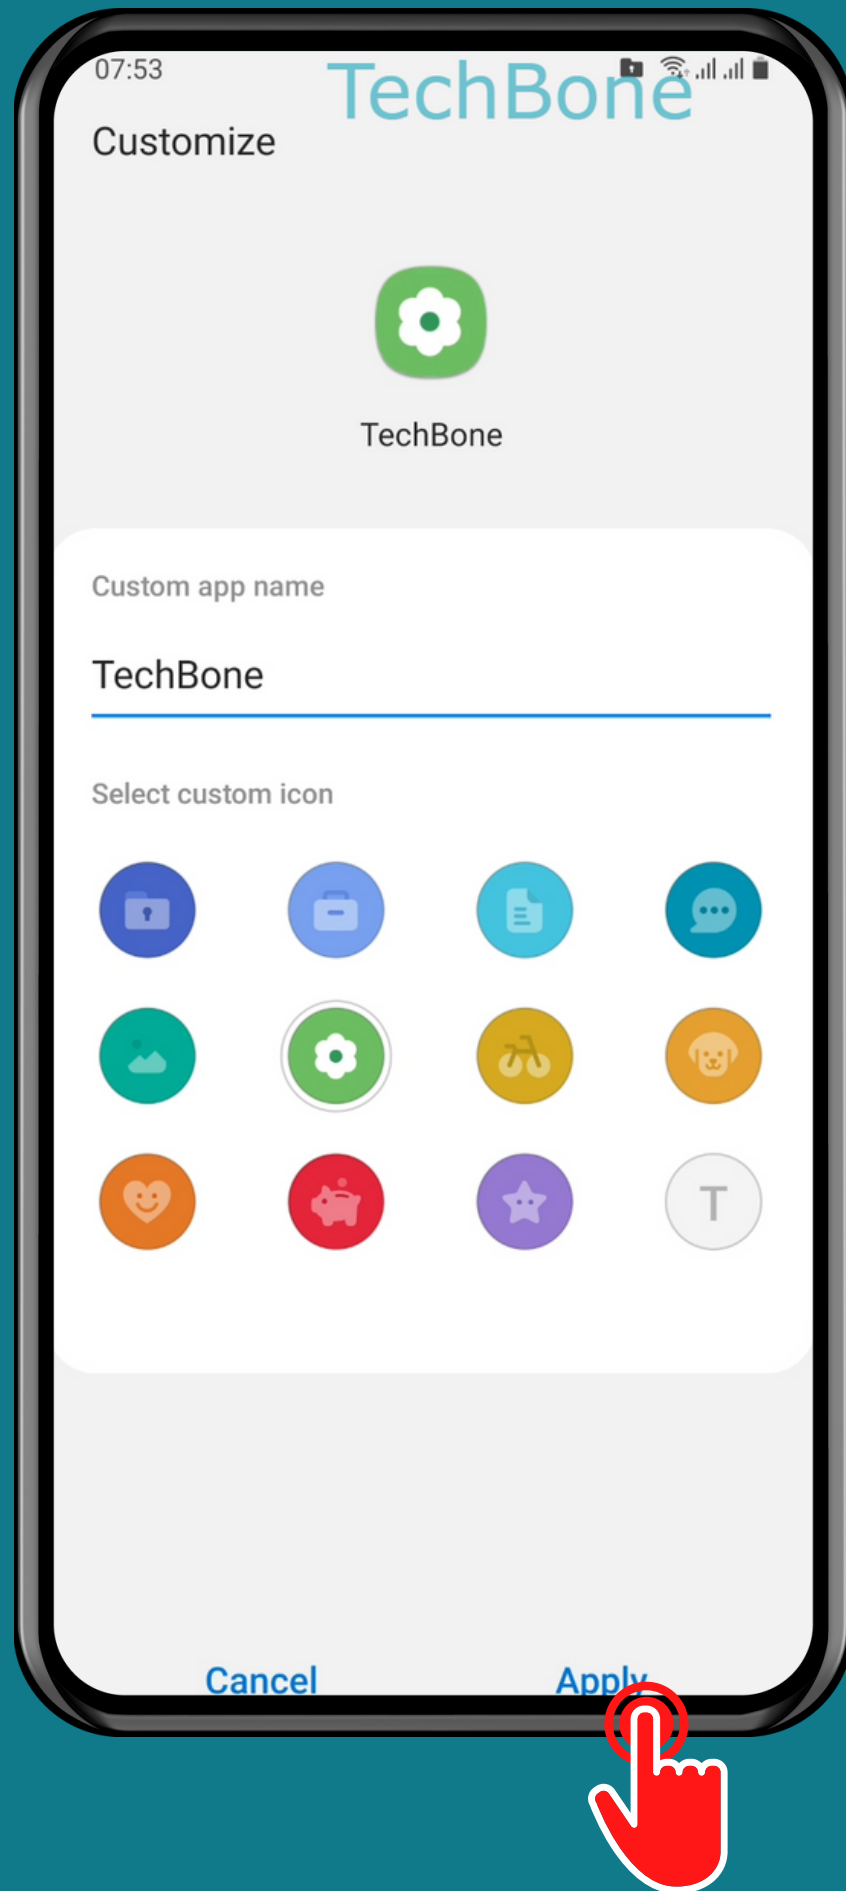 07:53
TechBone
Customize
TechBone
Custom app name
TechBone
Select custom icon
T
Cancel Apply